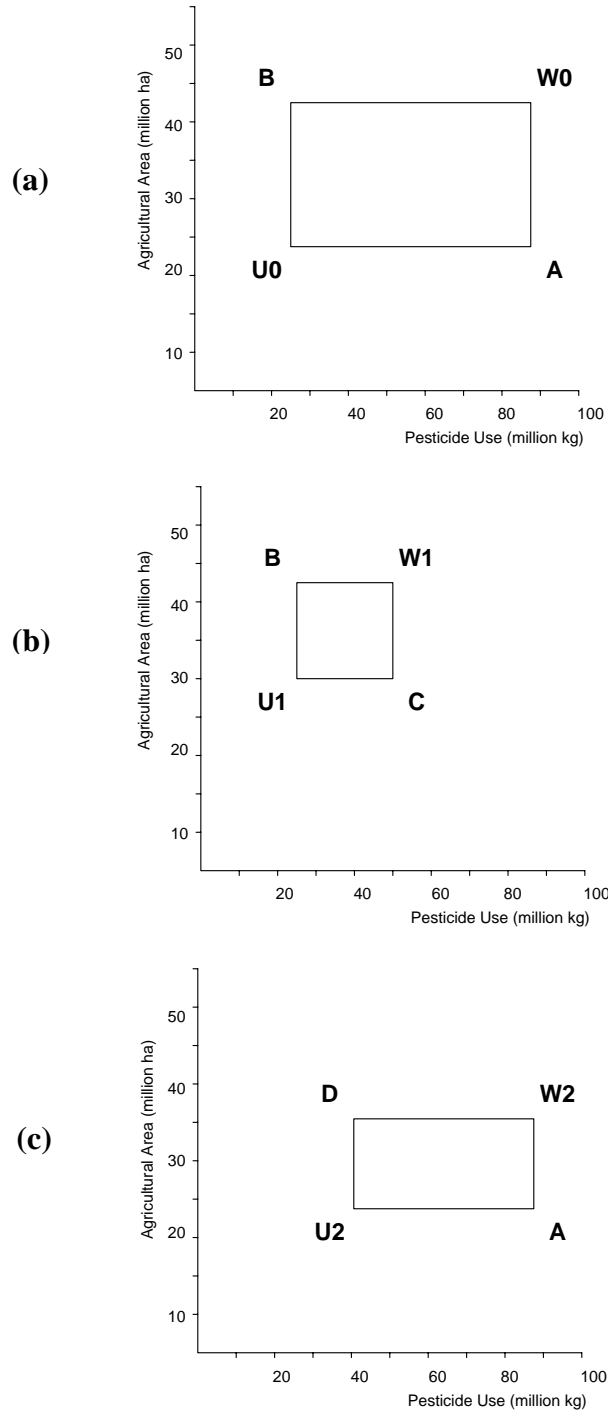 (a)
Agricultural Area (million ha)
50
40
30
20
10
B W0
U0 A
20 40 60 80 100
Pesticide Use (million kg)
(b)
Agricultural Area (million ha)
50
40
30
20
10
B W1
U1 C
20 40 60 80 100
Pesticide Use (million kg)
(c)
Agricultural Area (million ha)
50
40
30
20
10
D W2
U2 A
20 40 60 80 100
Pesticide Use (million kg)